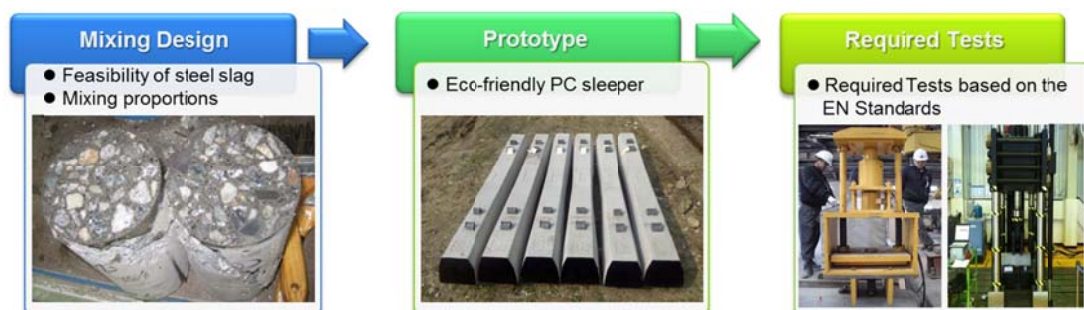 Mixing Design
● Feasibility of steel slag
● Mixing proportions
Prototype
● Eco-friendly PC sleeper
Required Tests
● Required Tests based on the
EN Standards